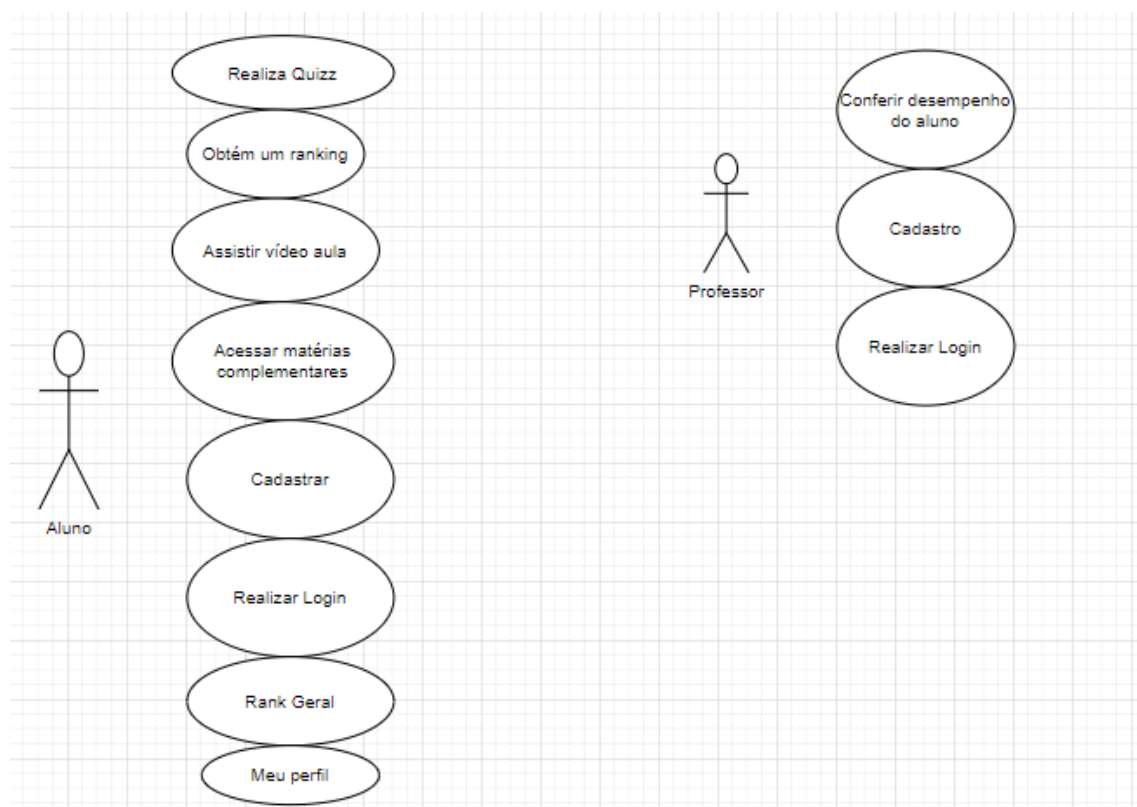 Realiza Quizz
Obtém um ranking
Assistir vídeo aula
Acessar matérias
complementares
Cadastrar
Realizar Login
Rank Geral
Meu perfil
Aluno
Conferir desempenho
do aluno
Cadastro
Realizar Login
Professor